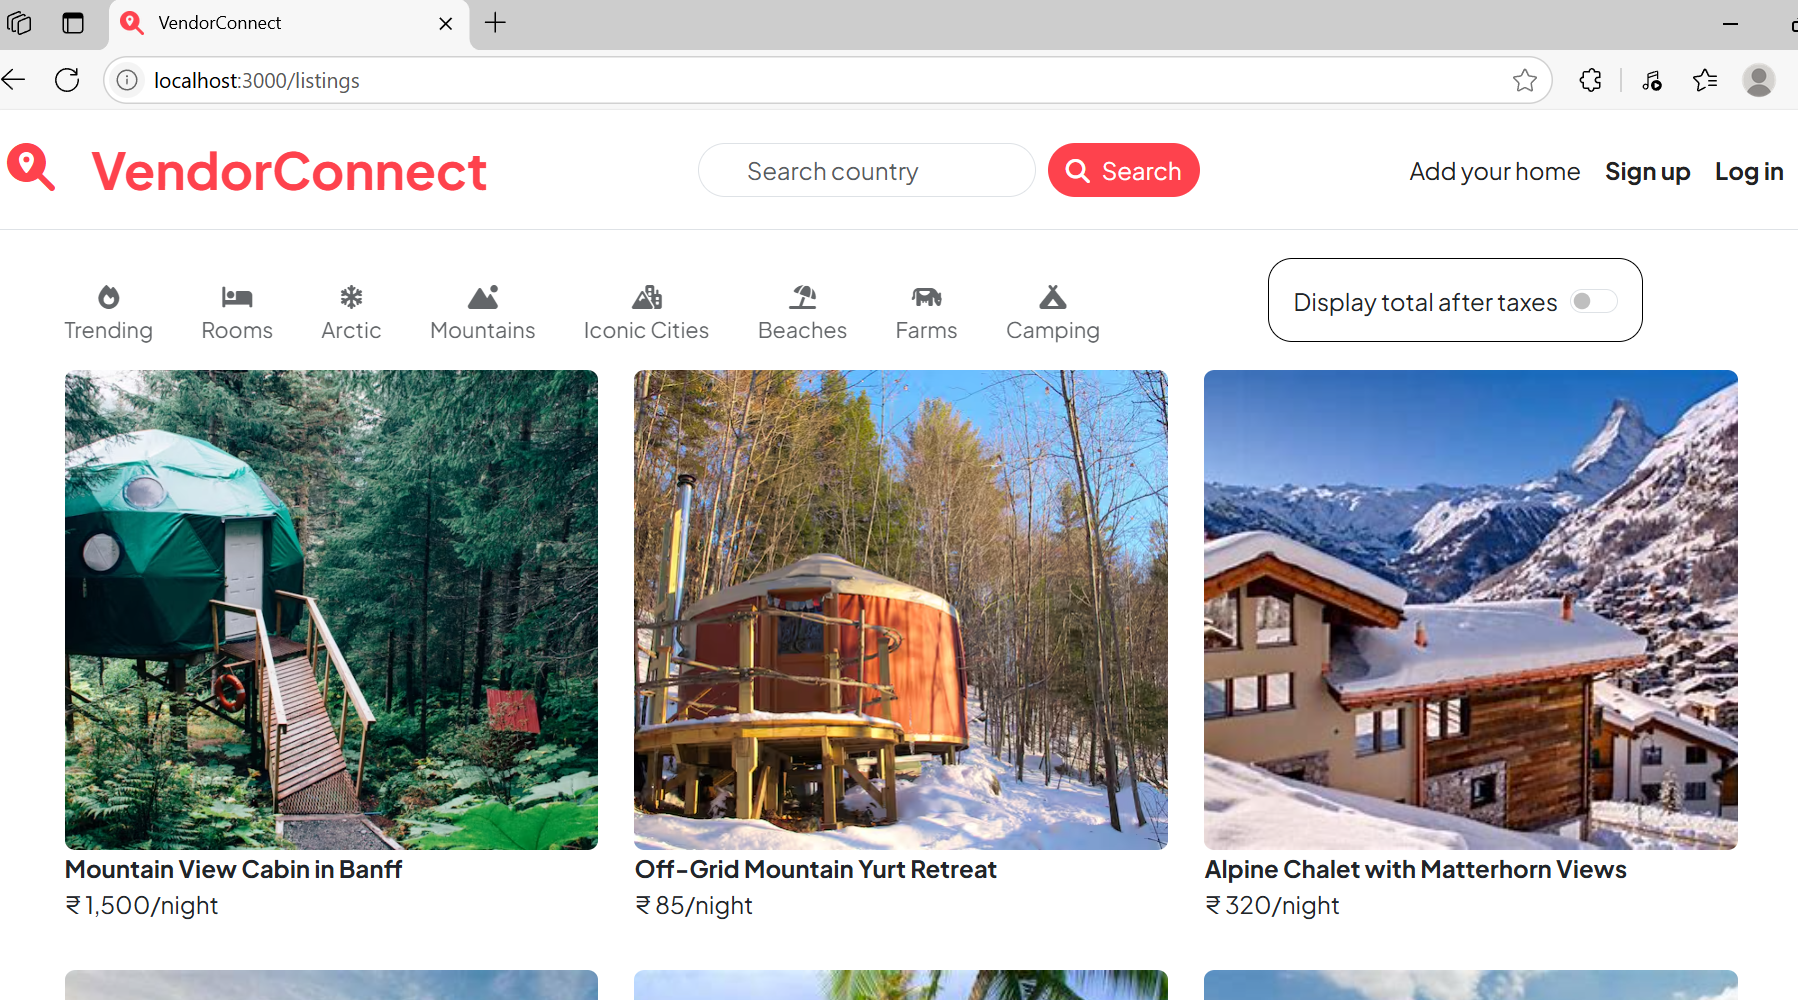 VendorConnect
localhost:3000/listings
VendorConnect
Search country
Search
Add your home
Sign up
Log in
Trending
Rooms
Arctic
Mountains
Iconic Cities
Beaches
Farms
Camping
Display total after taxes
Mountain View Cabin in Banff
₹ 1,500/night
Off-Grid Mountain Yurt Retreat
₹ 85/night
Alpine Chalet with Matterhorn Views
₹ 320/night